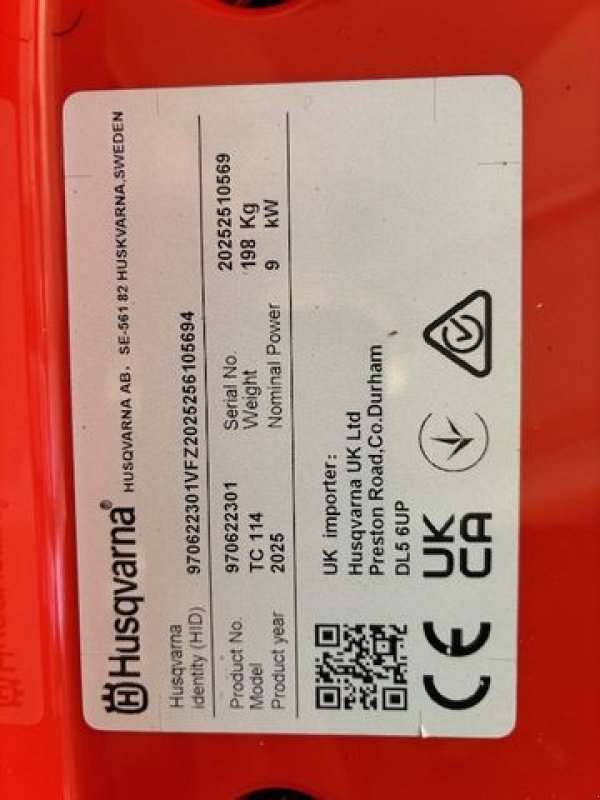 Husqvarna®
HUSQVARNA AB, SE-561 82 HUSKVARNA,SWEDEN
Husqvarna
identity (HID) 970622301VFZ2025256105694
Product No. 970622301 Serial No. 20252510569
Model TC 114 Weight 198 Kg
Product year 2025 Nominal Power 9 kW
UK importer:
Husqvarna UK Ltd
Preston Road,Co.Durham
DL5 6UP
CE UK
CA